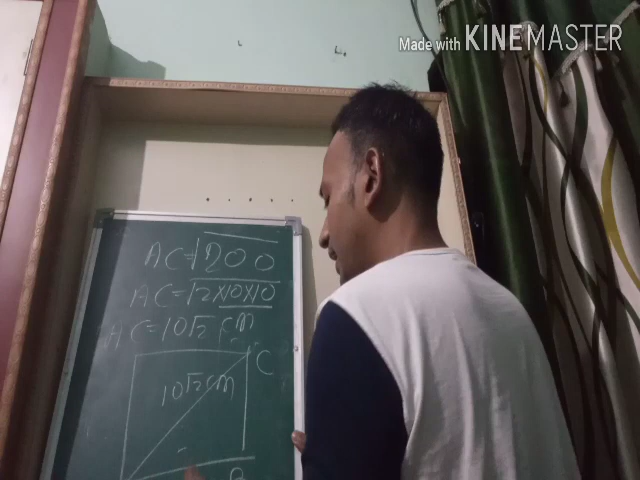 Made with KINEMASTER
AC=√200
AC=√2×10×10
AC=10√2 cm
C
10√2 cm
B